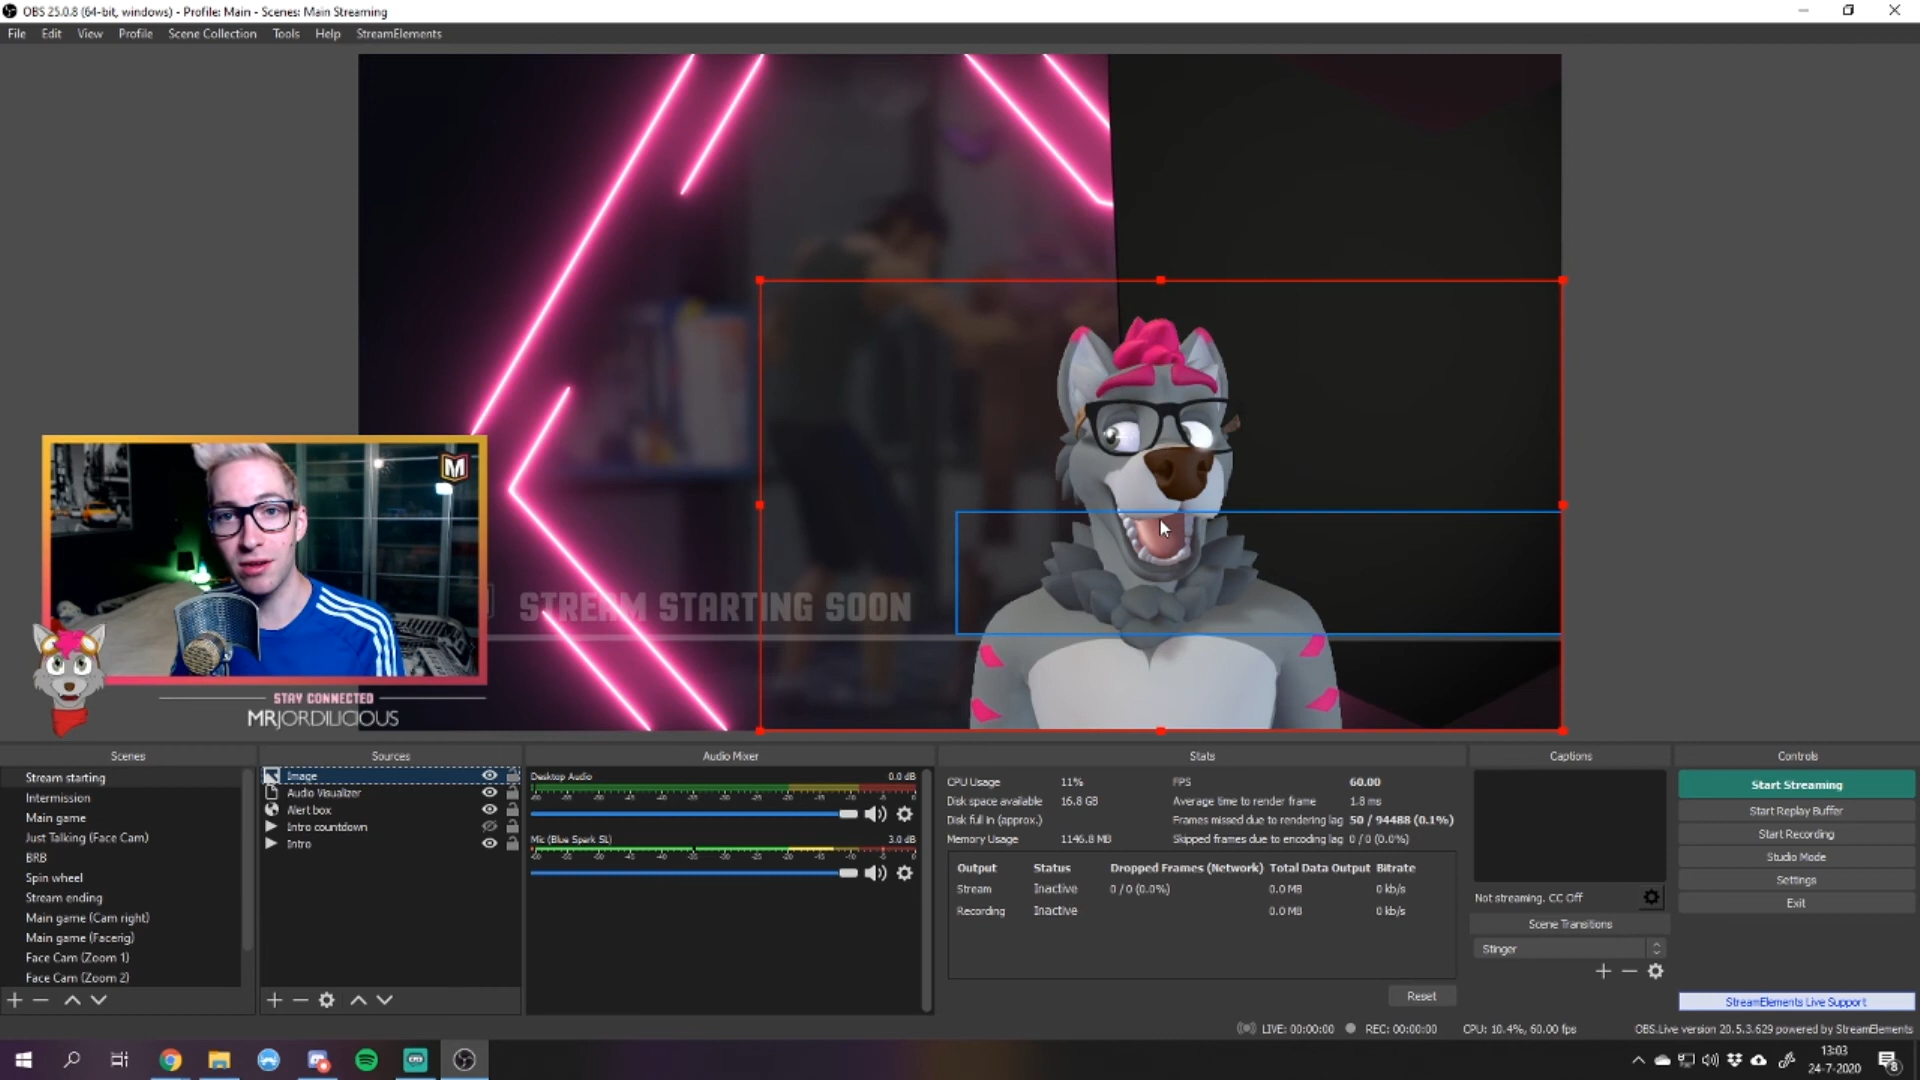 OBS 25.0.8 (64-bit, windows) - Profile: Main - Scenes: Main Streaming
File Edit View Profile Scene Collection Tools Help StreamElements
STREAM STARTING SOON
M
STAY CONNECTED
MRJORDILICIOUS
Scenes
Stream starting
Intermission
Main game
Just Talking (Face Cam)
BRB
Spin wheel
Stream ending
Main game (Cam right)
Main game (Facerig)
Face Cam (Zoom 1)
Face Cam (Zoom 2)
Sources
Image
Audio Visualizer
Alert box
Intro countdown
Intro
Audio Mixer
Desktop Audio 0.0 dB
Mic (Blue Spark SL) 3.0 dB
Stats
CPU Usage 11% FPS 60.00
Disk space available 16.8 GB Average time to render frame 1.8 ms
Disk full in (approx.) Frames missed due to rendering lag 50 / 94488 (0.1%)
Memory Usage 1146.8 MB Skipped frames due to encoding lag 0 / 0 (0.0%)
Output Status Dropped Frames (Network) Total Data Output Bitrate
Stream Inactive 0 / 0 (0.0%) 0.0 MB 0 kb/s
Recording Inactive 0.0 MB 0 kb/s
Reset
Captions
Not streaming. CC Off
Scene Transitions
Stinger
Controls
Start Streaming
Start Replay Buffer
Start Recording
Studio Mode
Settings
Exit
StreamElements Live Support
LIVE: 00:00:00 REC: 00:00:00 CPU: 10.4%, 60.00 fps OBS.Live version 20.5.3.629 powered by StreamElements
13:03
24-7-2020
8